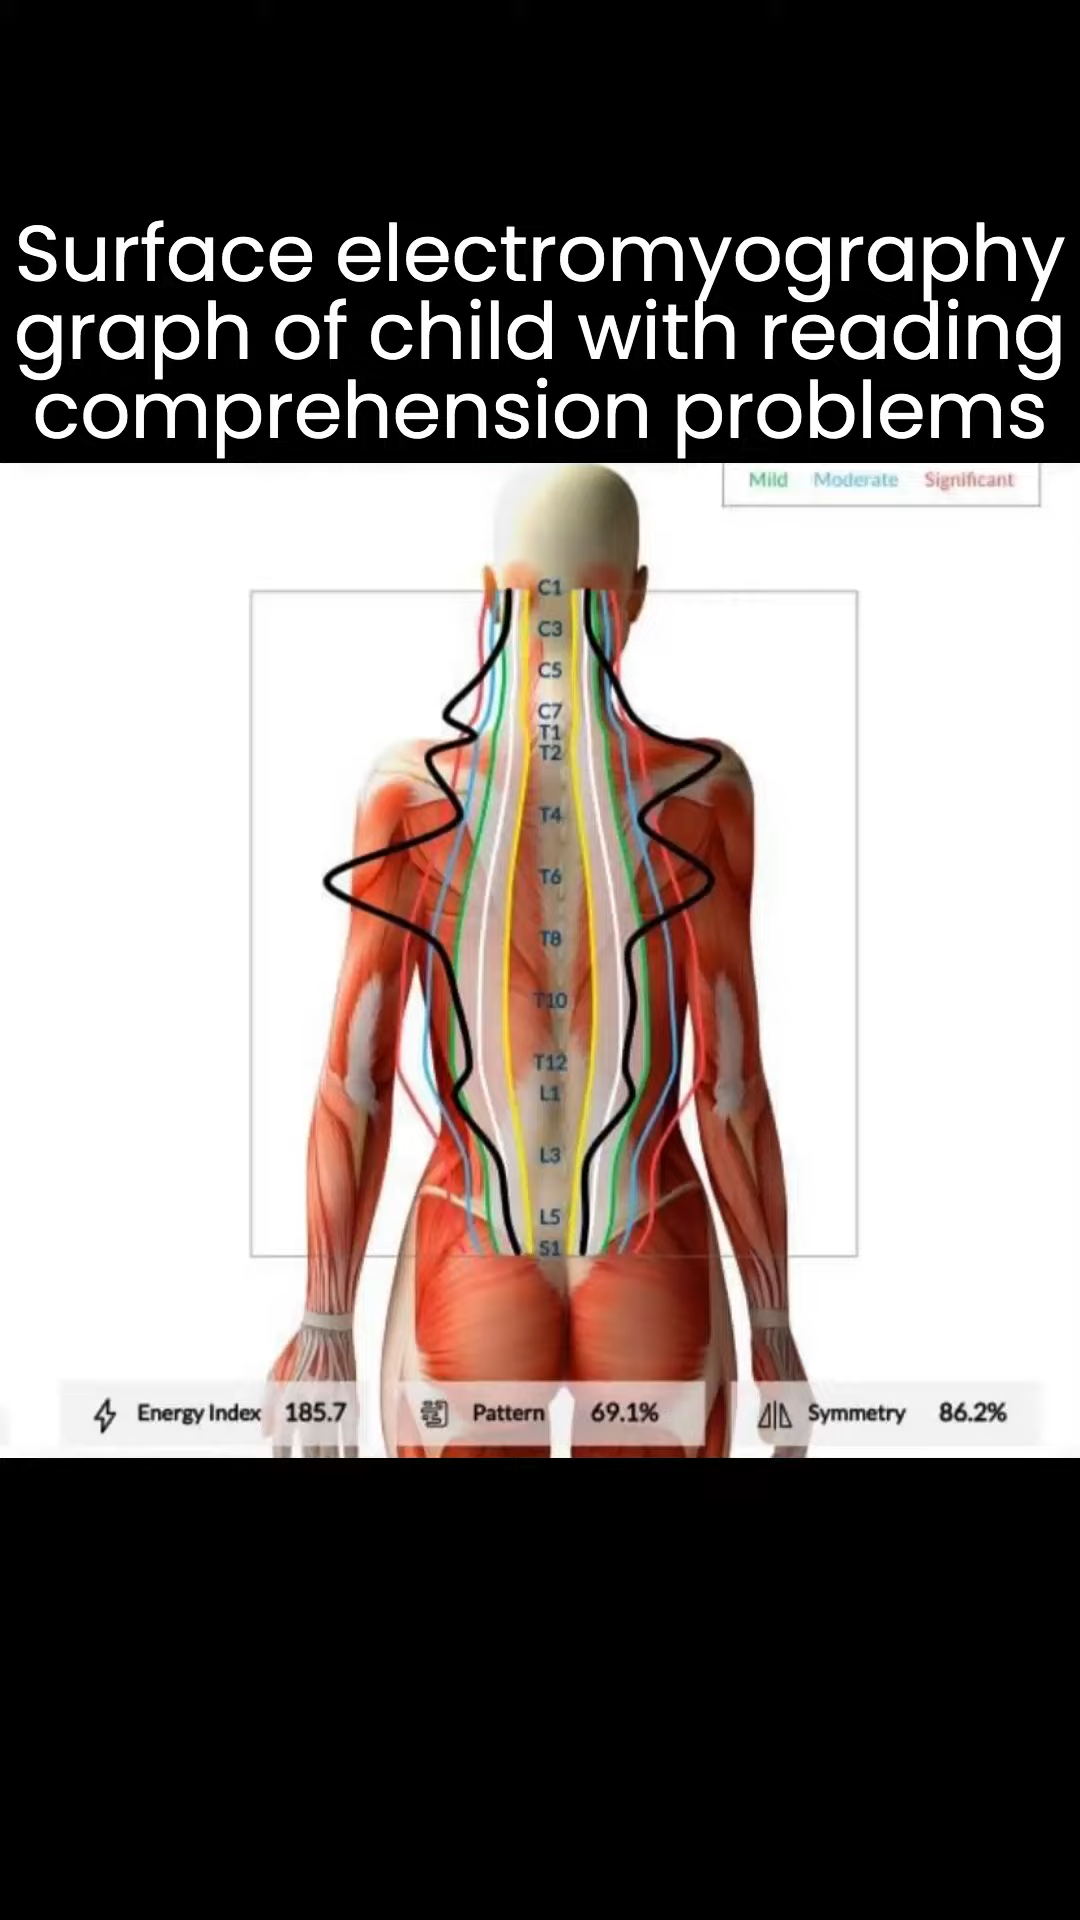 Surface electromyography
graph of child with reading
comprehension problems
Mild Moderate Significant
C1
C3
C5
C7
T1
T2
T4
T6
T8
T10
T12
L1
L3
L5
S1
Energy Index 185.7 Pattern 69.1% Symmetry 86.2%